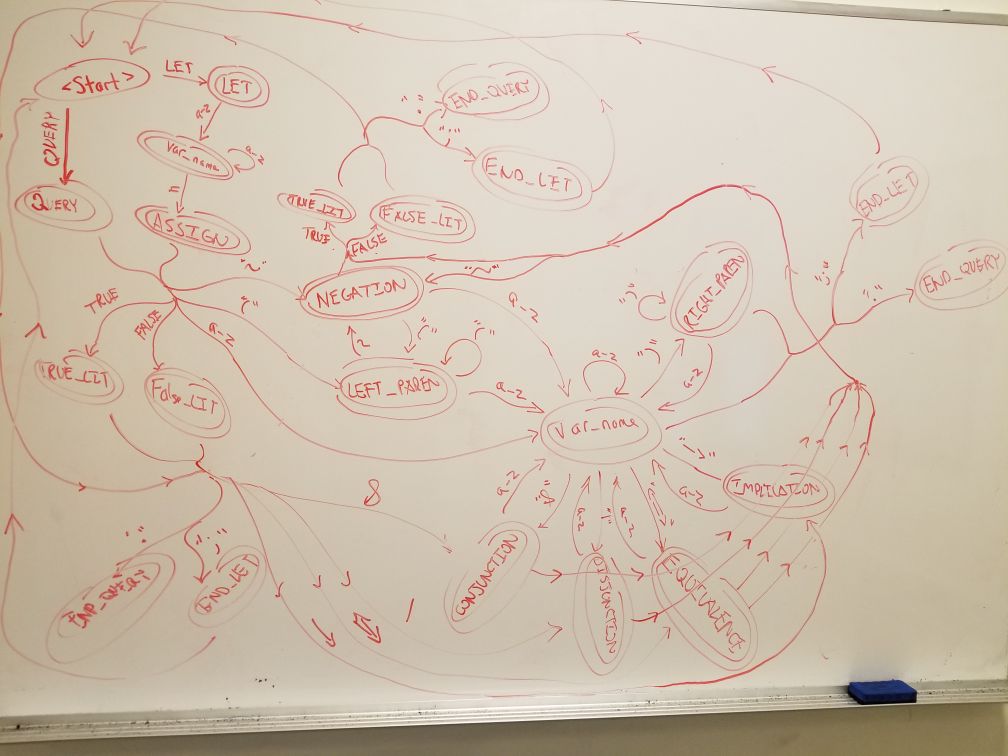 <Start>
LET
LET
a-z
Var_name
a-z
=
ASSIGN
QUERY
QUERY
"?"
END_QUERY
";"
END_LET
TRUE_LIT
FALSE_LIT
TRUE
FALSE
END_LET
END_QUERY
";"
"?"
"~"
"("
NEGATION
"~"
a-z
"("
"("
~
LEFT_PAREN
a-z
TRUE
FALSE
a-z
TRUE_LIT
False_LIT
")"
RIGHT_PAREN
a-z
")"
a-z
Var_name
"->"
IMPLICATION
a-z
a-z
"&"
a-z
"|"
a-z
CONJUNCTION
DISJUNCTION
EQUIVALENCE
&
"?"
";"
END_QUERY
END_LET
|